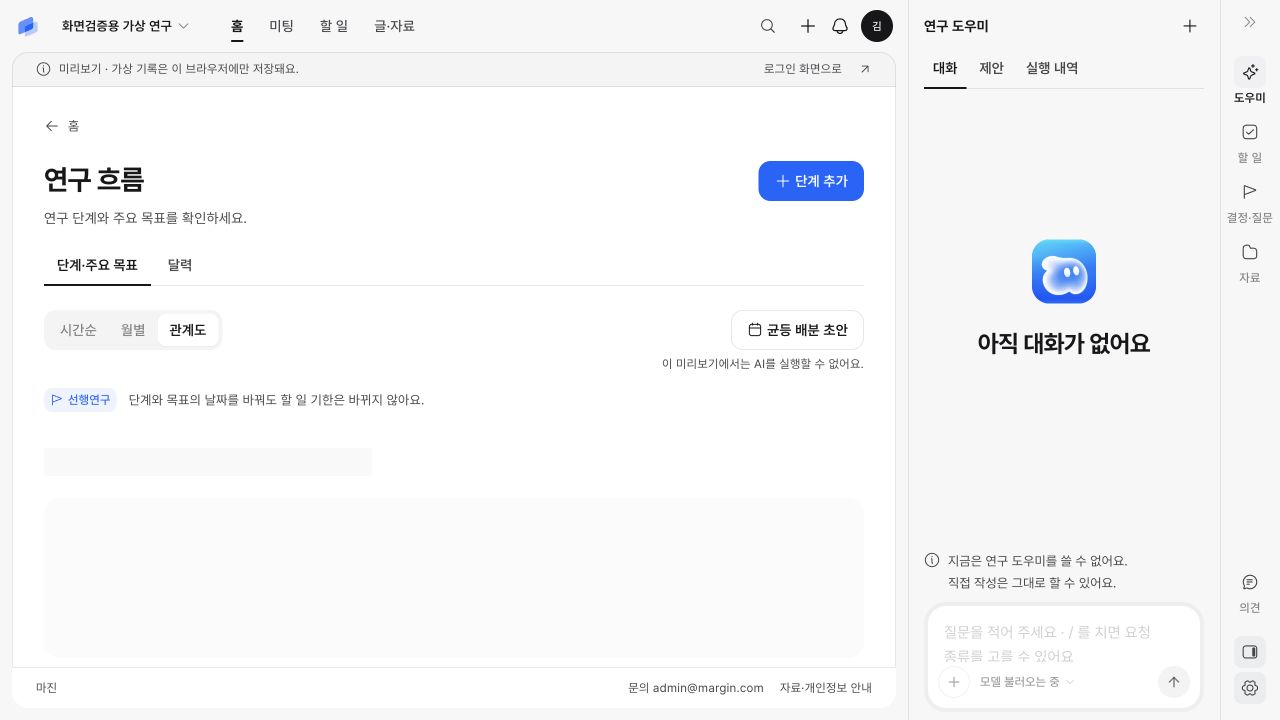 화면검증용 가상 연구
홈
미팅
할 일
글·자료
김
미리보기 · 가상 기록은 이 브라우저에만 저장돼요.
로그인 화면으로
홈
연구 흐름
단계 추가
연구 단계와 주요 목표를 확인하세요.
단계·주요 목표
달력
시간순
월별
관계도
균등 배분 초안
이 미리보기에서는 AI를 실행할 수 없어요.
선행연구
단계와 목표의 날짜를 바꿔도 할 일 기한은 바뀌지 않아요.
마진
문의 admin@margin.com
자료·개인정보 안내
연구 도우미
대화
제안
실행 내역
아직 대화가 없어요
지금은 연구 도우미를 쓸 수 없어요.
직접 작성은 그대로 할 수 있어요.
질문을 적어 주세요 · / 를 치면 요청
종류를 고를 수 있어요
모델 불러오는 중
도우미
할 일
결정·질문
자료
의견